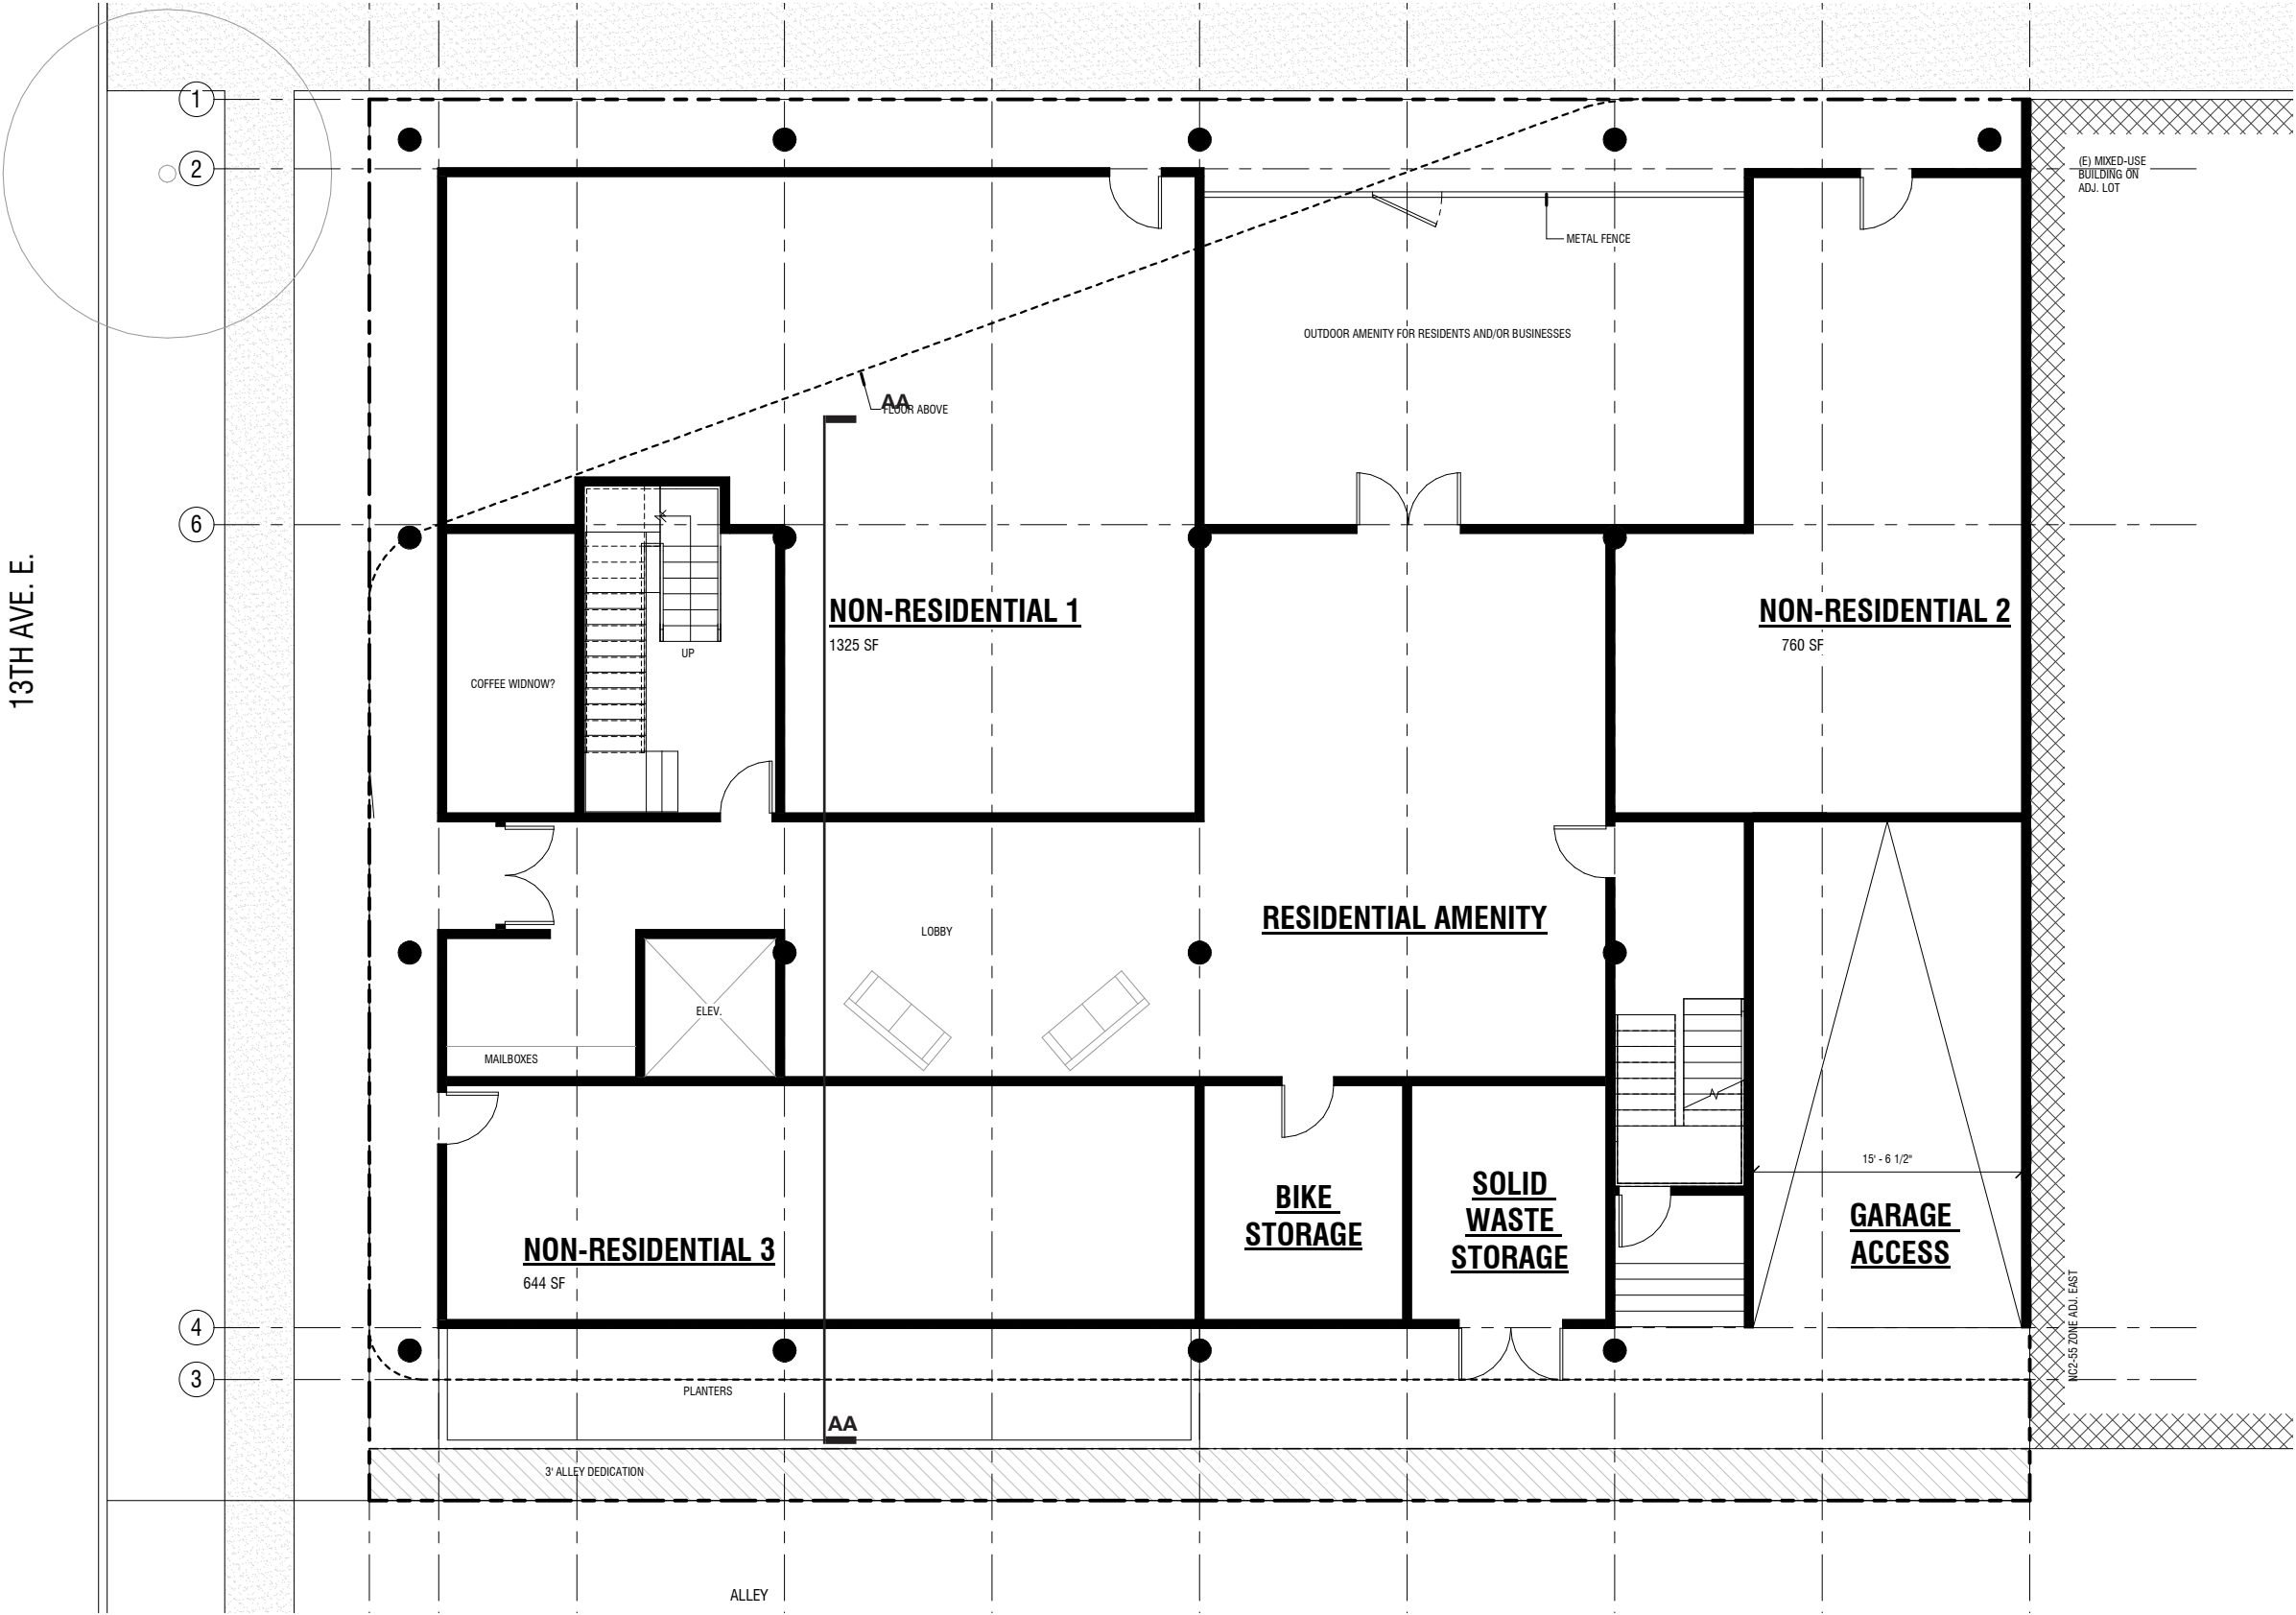 1
2
(E) MIXED-USE
BUILDING ON
ADJ. LOT
METAL FENCE
OUTDOOR AMENITY FOR RESIDENTS AND/OR BUSINESSES
AA
FLOOR ABOVE
6
13TH AVE. E.
NON-RESIDENTIAL 1
1325 SF
NON-RESIDENTIAL 2
760 SF
UP
COFFEE WIDNOW?
RESIDENTIAL AMENITY
LOBBY
ELEV.
MAILBOXES
15' - 6 1/2"
BIKE
STORAGE
SOLID
WASTE
STORAGE
GARAGE
ACCESS
NON-RESIDENTIAL 3
644 SF
NC2-55 ZONE ADJ. EAST
4
3
PLANTERS
AA
3' ALLEY DEDICATION
ALLEY